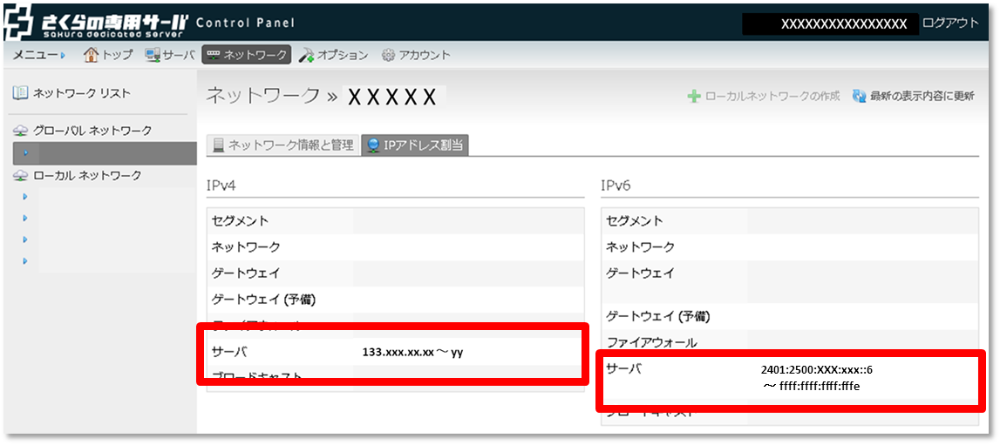 さくらの専用サーバ Control Panel
SAKURA dedicated SERVER
XXXXXXXXXXXXXXXX ログアウト
メニュー トップ サーバ ネットワーク オプション アカウント
ネットワーク リスト
グローバル ネットワーク
ローカル ネットワーク
ネットワーク » XXXXX
ローカルネットワークの作成 最新の表示内容に更新
ネットワーク情報と管理 IPアドレス割当
IPv4
セグメント
ネットワーク
ゲートウェイ
ゲートウェイ (予備)
サーバ 133.xxx.xx.xx ～ yy
ブロードキャスト
IPv6
セグメント
ネットワーク
ゲートウェイ
ゲートウェイ (予備)
ファイアウォール
サーバ 2401:2500:XXX:xxx::6
～ ffff:ffff:ffff:fffe